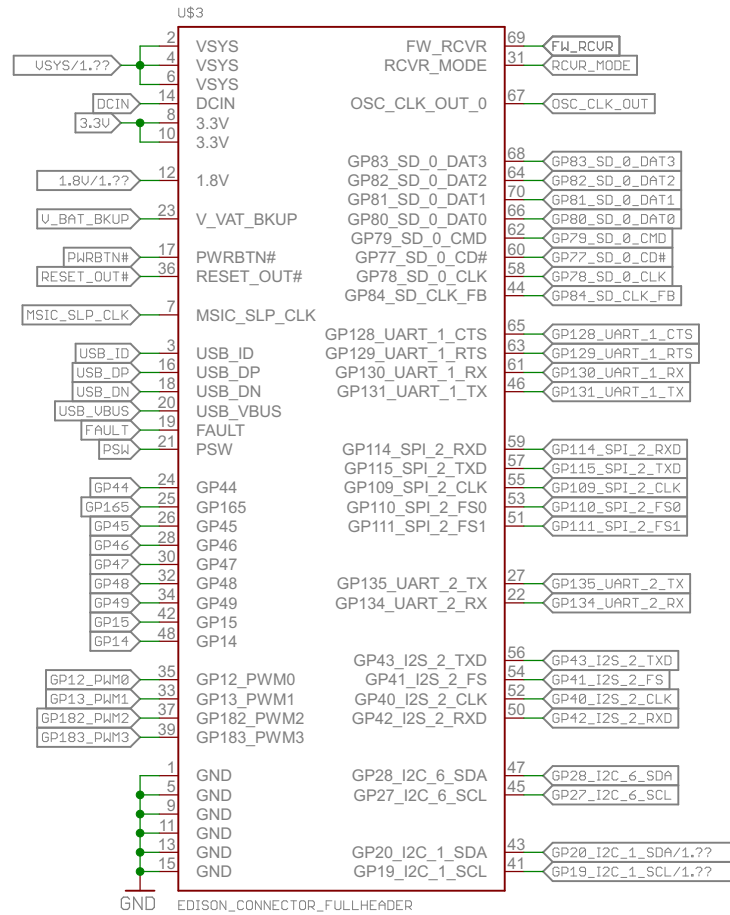 U$3
VSYS/1.?? 2 VSYS FW_RCVR 69 FW_RCVR
4 VSYS RCVR_MODE 31 RCVR_MODE
6 VSYS
DCIN 14 DCIN OSC_CLK_OUT_0 67 OSC_CLK_OUT
3.3V 8 3.3V
10 3.3V
GP83_SD_0_DAT3 68 GP83_SD_0_DAT3
1.8V/1.?? 12 1.8V GP82_SD_0_DAT2 64 GP82_SD_0_DAT2
GP81_SD_0_DAT1 70 GP81_SD_0_DAT1
V_BAT_BKUP 23 V_VAT_BKUP GP80_SD_0_DAT0 66 GP80_SD_0_DAT0
GP79_SD_0_CMD 62 GP79_SD_0_CMD
PWRBTN# 17 PWRBTN# GP77_SD_0_CD# 60 GP77_SD_0_CD#
RESET_OUT# 36 RESET_OUT# GP78_SD_0_CLK 58 GP78_SD_0_CLK
GP84_SD_CLK_FB 44 GP84_SD_CLK_FB
MSIC_SLP_CLK 7 MSIC_SLP_CLK
GP128_UART_1_CTS 65 GP128_UART_1_CTS
USB_ID 3 USB_ID GP129_UART_1_RTS 63 GP129_UART_1_RTS
USB_DP 16 USB_DP GP130_UART_1_RX 61 GP130_UART_1_RX
USB_DN 18 USB_DN GP131_UART_1_TX 46 GP131_UART_1_TX
USB_VBUS 20 USB_VBUS
FAULT 19 FAULT
PSW 21 PSW GP114_SPI_2_RXD 59 GP114_SPI_2_RXD
GP115_SPI_2_TXD 57 GP115_SPI_2_TXD
GP44 24 GP44 GP109_SPI_2_CLK 55 GP109_SPI_2_CLK
GP165 25 GP165 GP110_SPI_2_FS0 53 GP110_SPI_2_FS0
GP45 26 GP45 GP111_SPI_2_FS1 51 GP111_SPI_2_FS1
GP46 28 GP46
GP47 30 GP47
GP48 32 GP48 GP135_UART_2_TX 27 GP135_UART_2_TX
GP49 34 GP49 GP134_UART_2_RX 22 GP134_UART_2_RX
GP15 42 GP15
GP14 48 GP14
GP43_I2S_2_TXD 56 GP43_I2S_2_TXD
GP12_PWM0 35 GP12_PWM0 GP41_I2S_2_FS 54 GP41_I2S_2_FS
GP13_PWM1 33 GP13_PWM1 GP40_I2S_2_CLK 52 GP40_I2S_2_CLK
GP182_PWM2 37 GP182_PWM2 GP42_I2S_2_RXD 50 GP42_I2S_2_RXD
GP183_PWM3 39 GP183_PWM3
1 GND GP28_I2C_6_SDA 47 GP28_I2C_6_SDA
5 GND GP27_I2C_6_SCL 45 GP27_I2C_6_SCL
9 GND
11 GND
13 GND GP20_I2C_1_SDA 43 GP20_I2C_1_SDA/1.??
15 GND GP19_I2C_1_SCL 41 GP19_I2C_1_SCL/1.??
GND EDISON_CONNECTOR_FULLHEADER